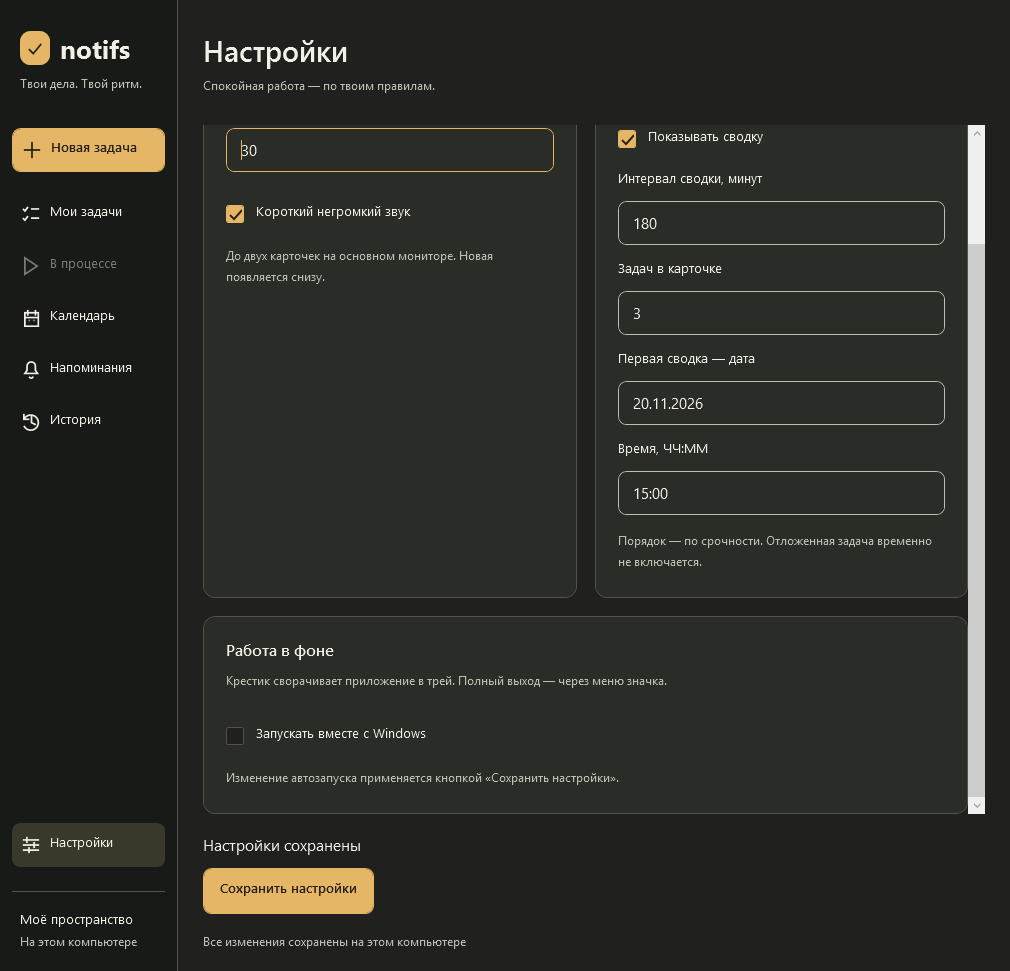 notifs
Твои дела. Твой ритм.
Новая задача
Мои задачи
В процессе
Календарь
Напоминания
История
Настройки
Моё пространство
На этом компьютере
Настройки
Спокойная работа — по твоим правилам.
30
Короткий негромкий звук
До двух карточек на основном мониторе. Новая
появляется снизу.
Показывать сводку
Интервал сводки, минут
180
Задач в карточке
3
Первая сводка — дата
20.11.2026
Время, ЧЧ:ММ
15:00
Порядок — по срочности. Отложенная задача временно
не включается.
Работа в фоне
Крестик сворачивает приложение в трей. Полный выход — через меню значка.
Запускать вместе с Windows
Изменение автозапуска применяется кнопкой «Сохранить настройки».
Настройки сохранены
Сохранить настройки
Все изменения сохранены на этом компьютере